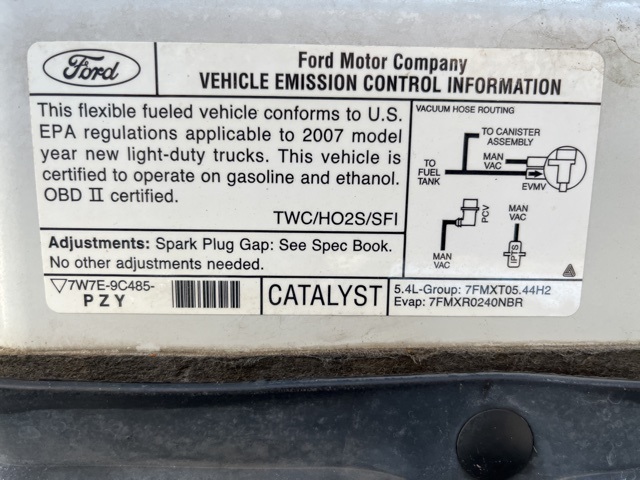 Ford
Ford Motor Company
VEHICLE EMISSION CONTROL INFORMATION
This flexible fueled vehicle conforms to U.S.
EPA regulations applicable to 2007 model
year new light-duty trucks. This vehicle is
certified to operate on gasoline and ethanol.
OBD II certified.
TWC/HO2S/SFI
Adjustments: Spark Plug Gap: See Spec Book.
No other adjustments needed.
VACUUM HOSE ROUTING
TO CANISTER
ASSEMBLY
TO
FUEL
TANK
MAN
VAC
EVMV
PCV
MAN
VAC
MAN
VAC
IPTS
7W7E-9C485-
PZY
CATALYST
5.4L-Group: 7FMXT05.44H2
Evap: 7FMXR0240NBR